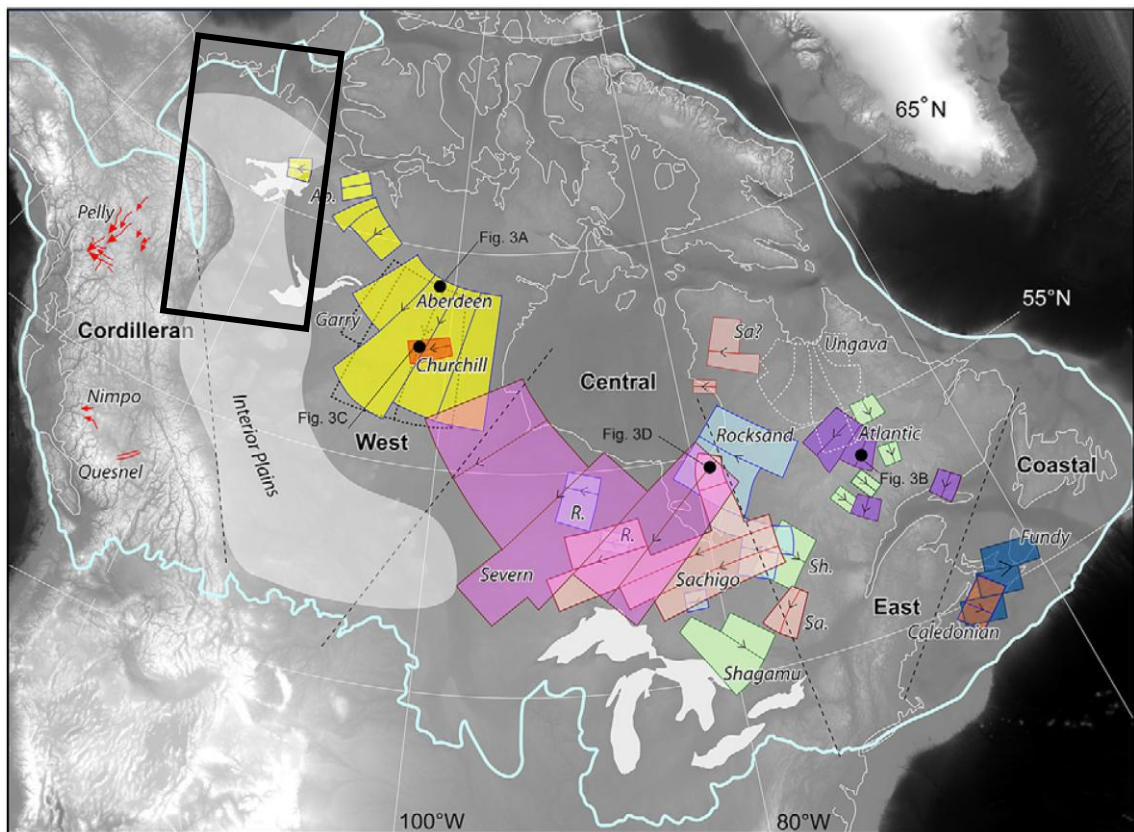 65°N
Ab.
Pelly
Fig. 3A
55°N
Aberdeen
Garry
Cordilleran
Sa?
Ungava
Churchill
Central
Nimpo
Fig. 3C
West
Fig. 3D
Rocksand
Atlantic
Interior Plains
Quesnel
Coastal
Fig. 3B
R.
R.
Fundy
Severn
Sachigo
Sh.
East
Sa.
Caledonian
Shagamu
100°W
80°W